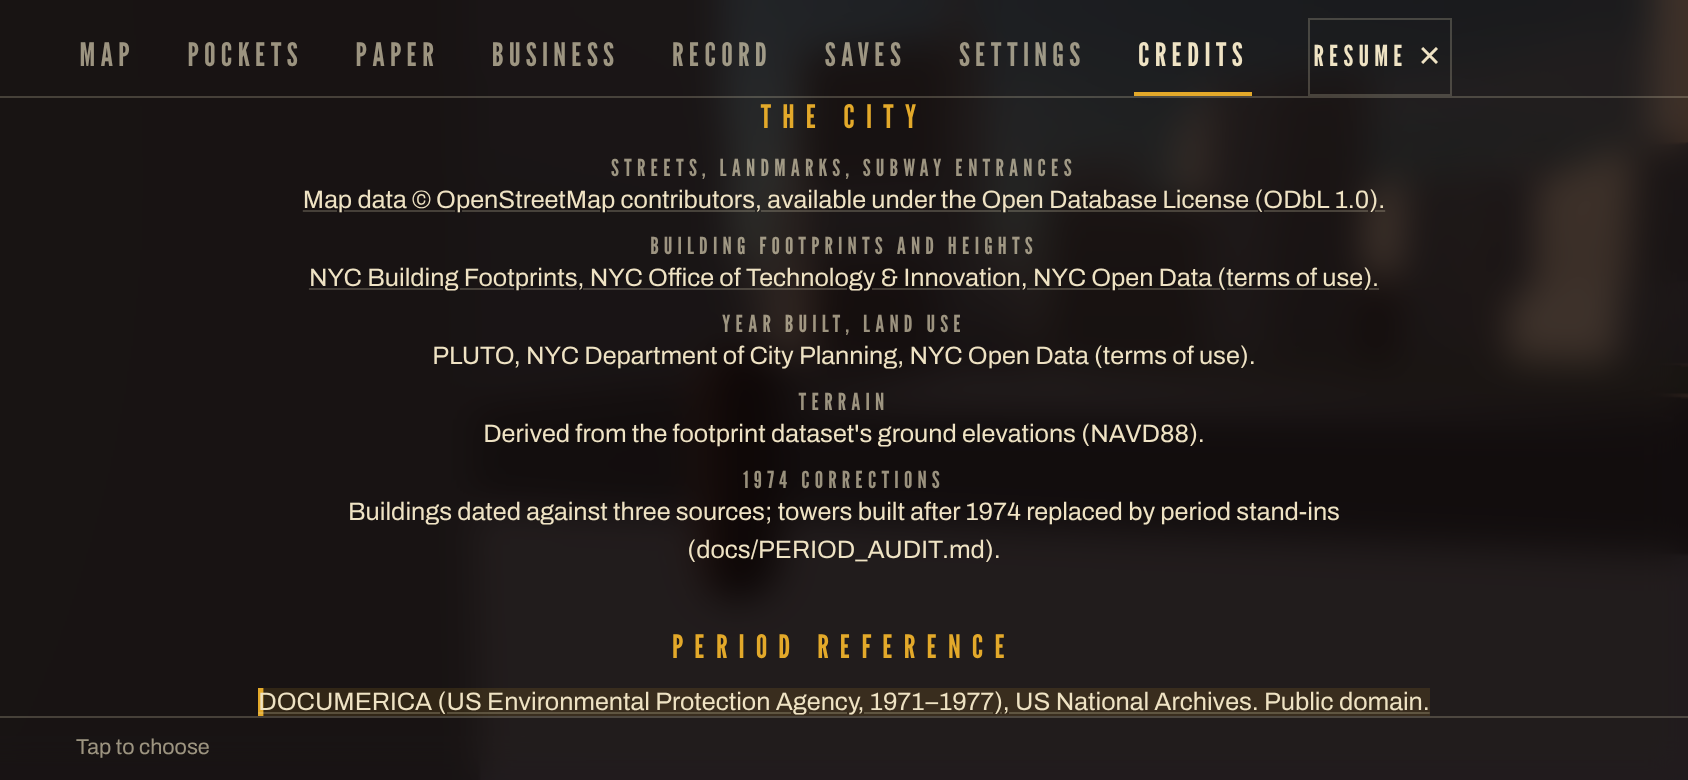 MAP POCKETS PAPER BUSINESS RECORD SAVES SETTINGS CREDITS RESUME ✕
THE CITY
STREETS, LANDMARKS, SUBWAY ENTRANCES
Map data © OpenStreetMap contributors, available under the Open Database License (ODbL 1.0).
BUILDING FOOTPRINTS AND HEIGHTS
NYC Building Footprints, NYC Office of Technology & Innovation, NYC Open Data (terms of use).
YEAR BUILT, LAND USE
PLUTO, NYC Department of City Planning, NYC Open Data (terms of use).
TERRAIN
Derived from the footprint dataset's ground elevations (NAVD88).
1974 CORRECTIONS
Buildings dated against three sources; towers built after 1974 replaced by period stand-ins
(docs/PERIOD_AUDIT.md).
PERIOD REFERENCE
DOCUMERICA (US Environmental Protection Agency, 1971–1977), US National Archives. Public domain.
Tap to choose